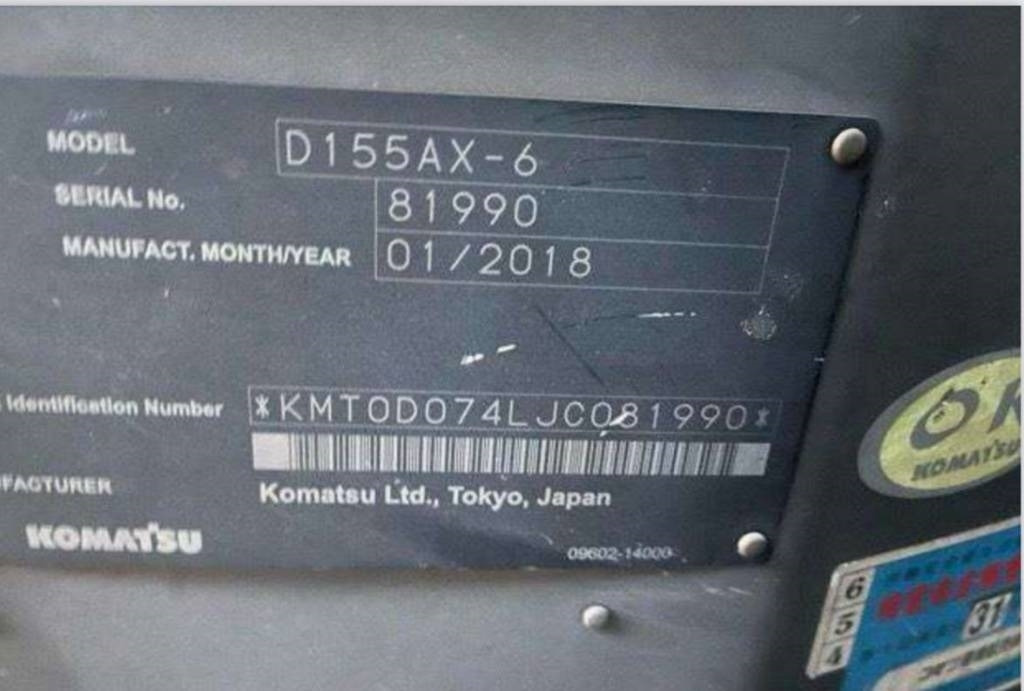 MODEL D155AX-6
SERIAL No. 81990
MANUFACT. MONTH/YEAR 01/2018
Identification Number *KMT0D074LJC081990*
Komatsu Ltd., Tokyo, Japan
KOMATSU
09602-14000
OK
KOMATSU
6
5
4
31